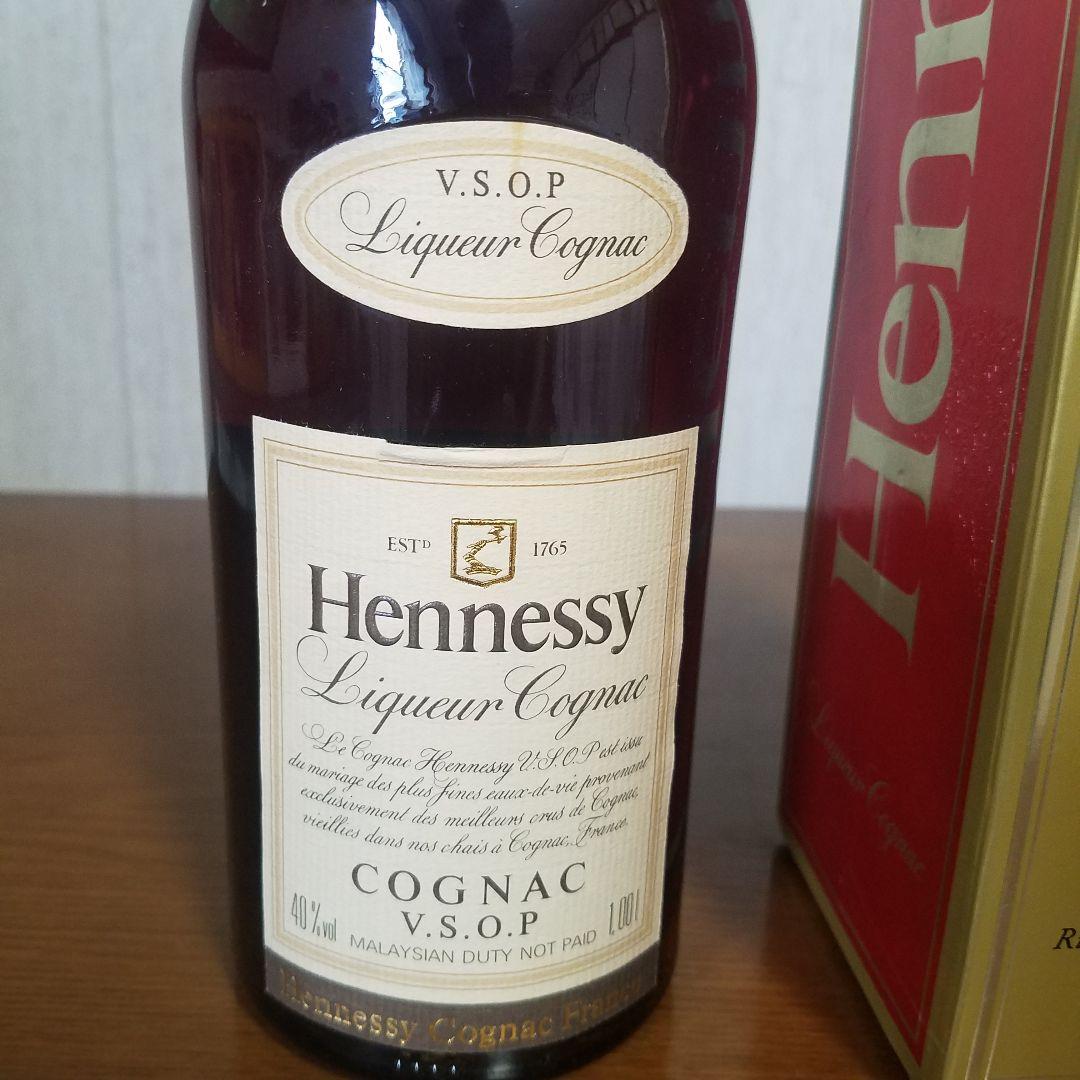 V.S.O.P
Liqueur Cognac
ESTD 1765
Hennessy
Liqueur Cognac
Le Cognac Hennessy V.S.O.P est issu
du mariage des plus fines eaux-de-vie provenant
exclusivement des meilleurs crus de Cognac,
vieillies dans nos chais à Cognac, France.
COGNAC
V.S.O.P
40%vol
1,00 l
MALAYSIAN DUTY NOT PAID
Hennessy Cognac France
Henn
Liqueur Cognac